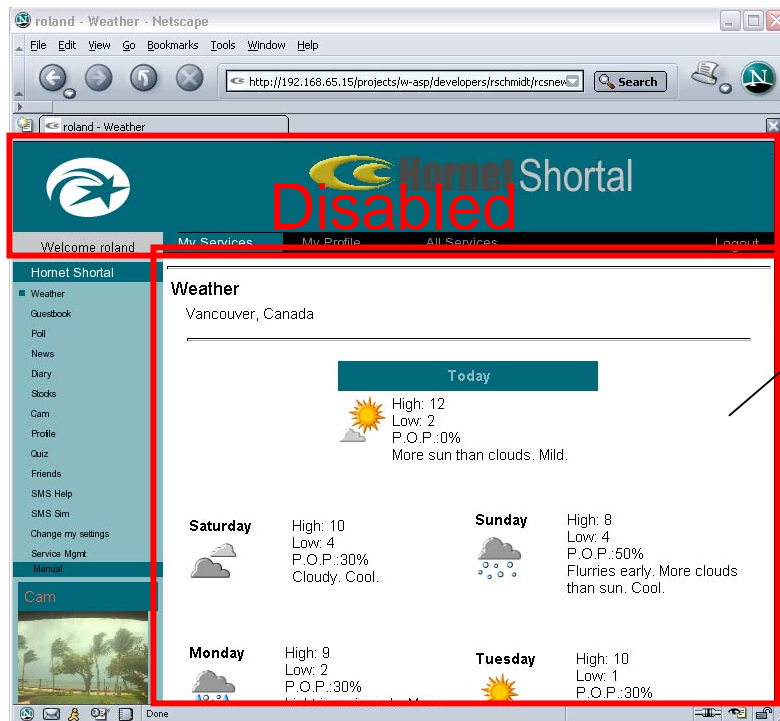 roland - Weather - Netscape
File Edit View Go Bookmarks Tools Window Help
http://192.168.65.15/projects/w-asp/developers/rschmidt/rcsnew
Search
N
roland - Weather
Hornet Shortal
Disabled
Welcome roland
My Services My Profile All Services Logout
Hornet Shortal
Weather
Guestbook
Poll
News
Diary
Stocks
Cam
Profile
Quiz
Friends
SMS Help
SMS Sim
Change my settings
Service Mgmt
Manual
Cam
Weather
Vancouver, Canada
Today
High: 12
Low: 2
P.O.P.:0%
More sun than clouds. Mild.
Saturday
High: 10
Low: 4
P.O.P.:30%
Cloudy. Cool.
Sunday
High: 8
Low: 4
P.O.P.:50%
Flurries early. More clouds
than sun. Cool.
Monday
High: 9
Low: 2
P.O.P.:30%
Tuesday
High: 10
Low: 1
P.O.P.:30%
Done